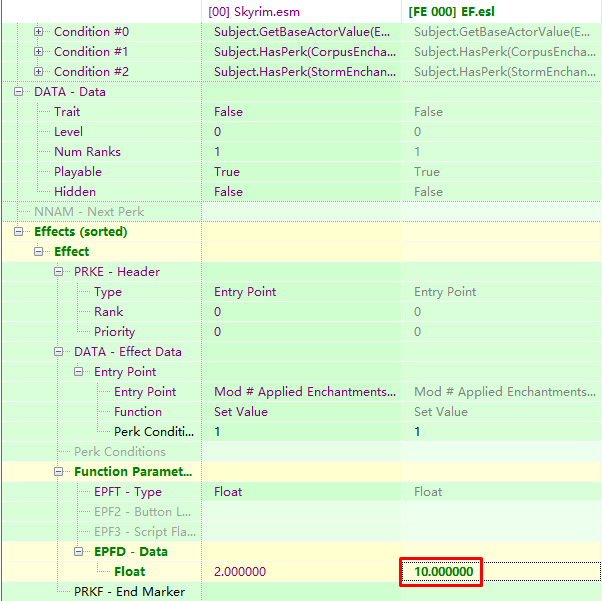 [00] Skyrim.esm [FE 000] EF.esl
Condition #0 Subject.GetBaseActorValue(E... Subject.GetBaseActorValue(E...
Condition #1 Subject.HasPerk(CorpusEncha... Subject.HasPerk(CorpusEncha...
Condition #2 Subject.HasPerk(StormEnchan... Subject.HasPerk(StormEnchan...
DATA - Data
Trait False False
Level 0 0
Num Ranks 1 1
Playable True True
Hidden False False
NNAM - Next Perk
Effects (sorted)
Effect
PRKE - Header
Type Entry Point Entry Point
Rank 0 0
Priority 0 0
DATA - Effect Data
Entry Point
Entry Point Mod # Applied Enchantments... Mod # Applied Enchantments...
Function Set Value Set Value
Perk Conditi... 1 1
Perk Conditions
Function Paramet...
EPFT - Type Float Float
EPF2 - Button L...
EPF3 - Script Fla...
EPFD - Data
Float 2.000000 10.000000
PRKF - End Marker